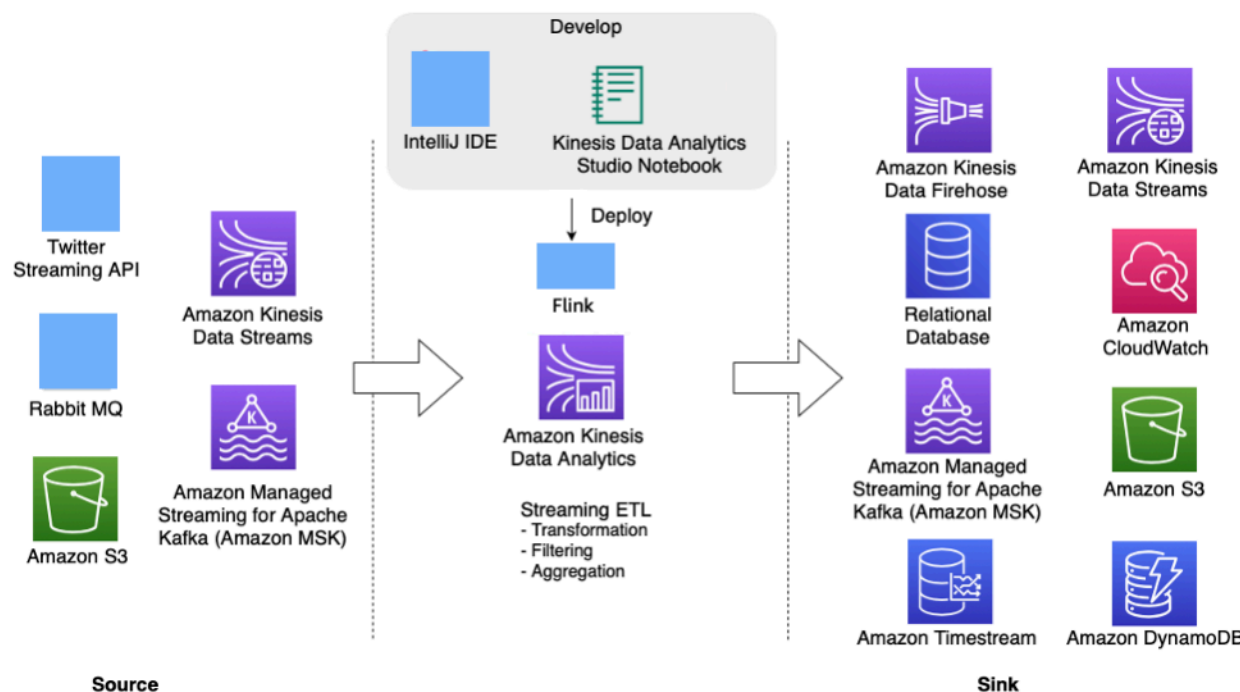 Develop
IntelliJ IDE
Kinesis Data Analytics
Studio Notebook
Deploy
Flink
Twitter
Streaming API
Amazon Kinesis
Data Streams
Rabbit MQ
K
Amazon S3
Amazon Managed
Streaming for Apache
Kafka (Amazon MSK)
Source
Amazon Kinesis
Data Analytics
Streaming ETL
- Transformation
- Filtering
- Aggregation
Amazon Kinesis
Data Firehose
Amazon Kinesis
Data Streams
Relational
Database
Amazon
CloudWatch
K
Amazon Managed
Streaming for Apache
Kafka (Amazon MSK)
Amazon S3
Amazon Timestream
Amazon DynamoDB
Sink